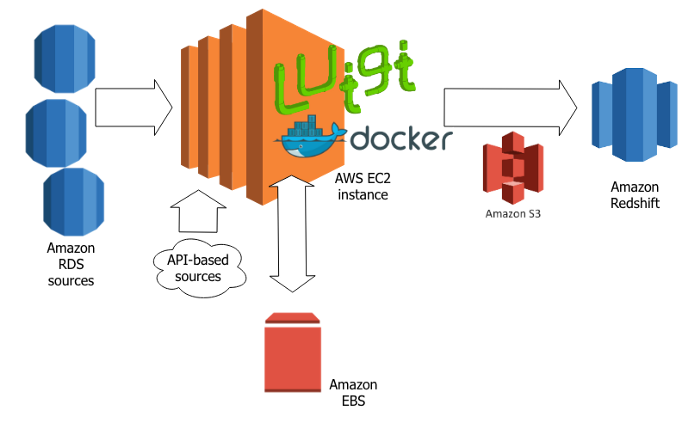 Luigi
docker
AWS EC2
instance
Amazon S3
Amazon
Redshift
Amazon
RDS
sources
API-based
sources
Amazon
EBS